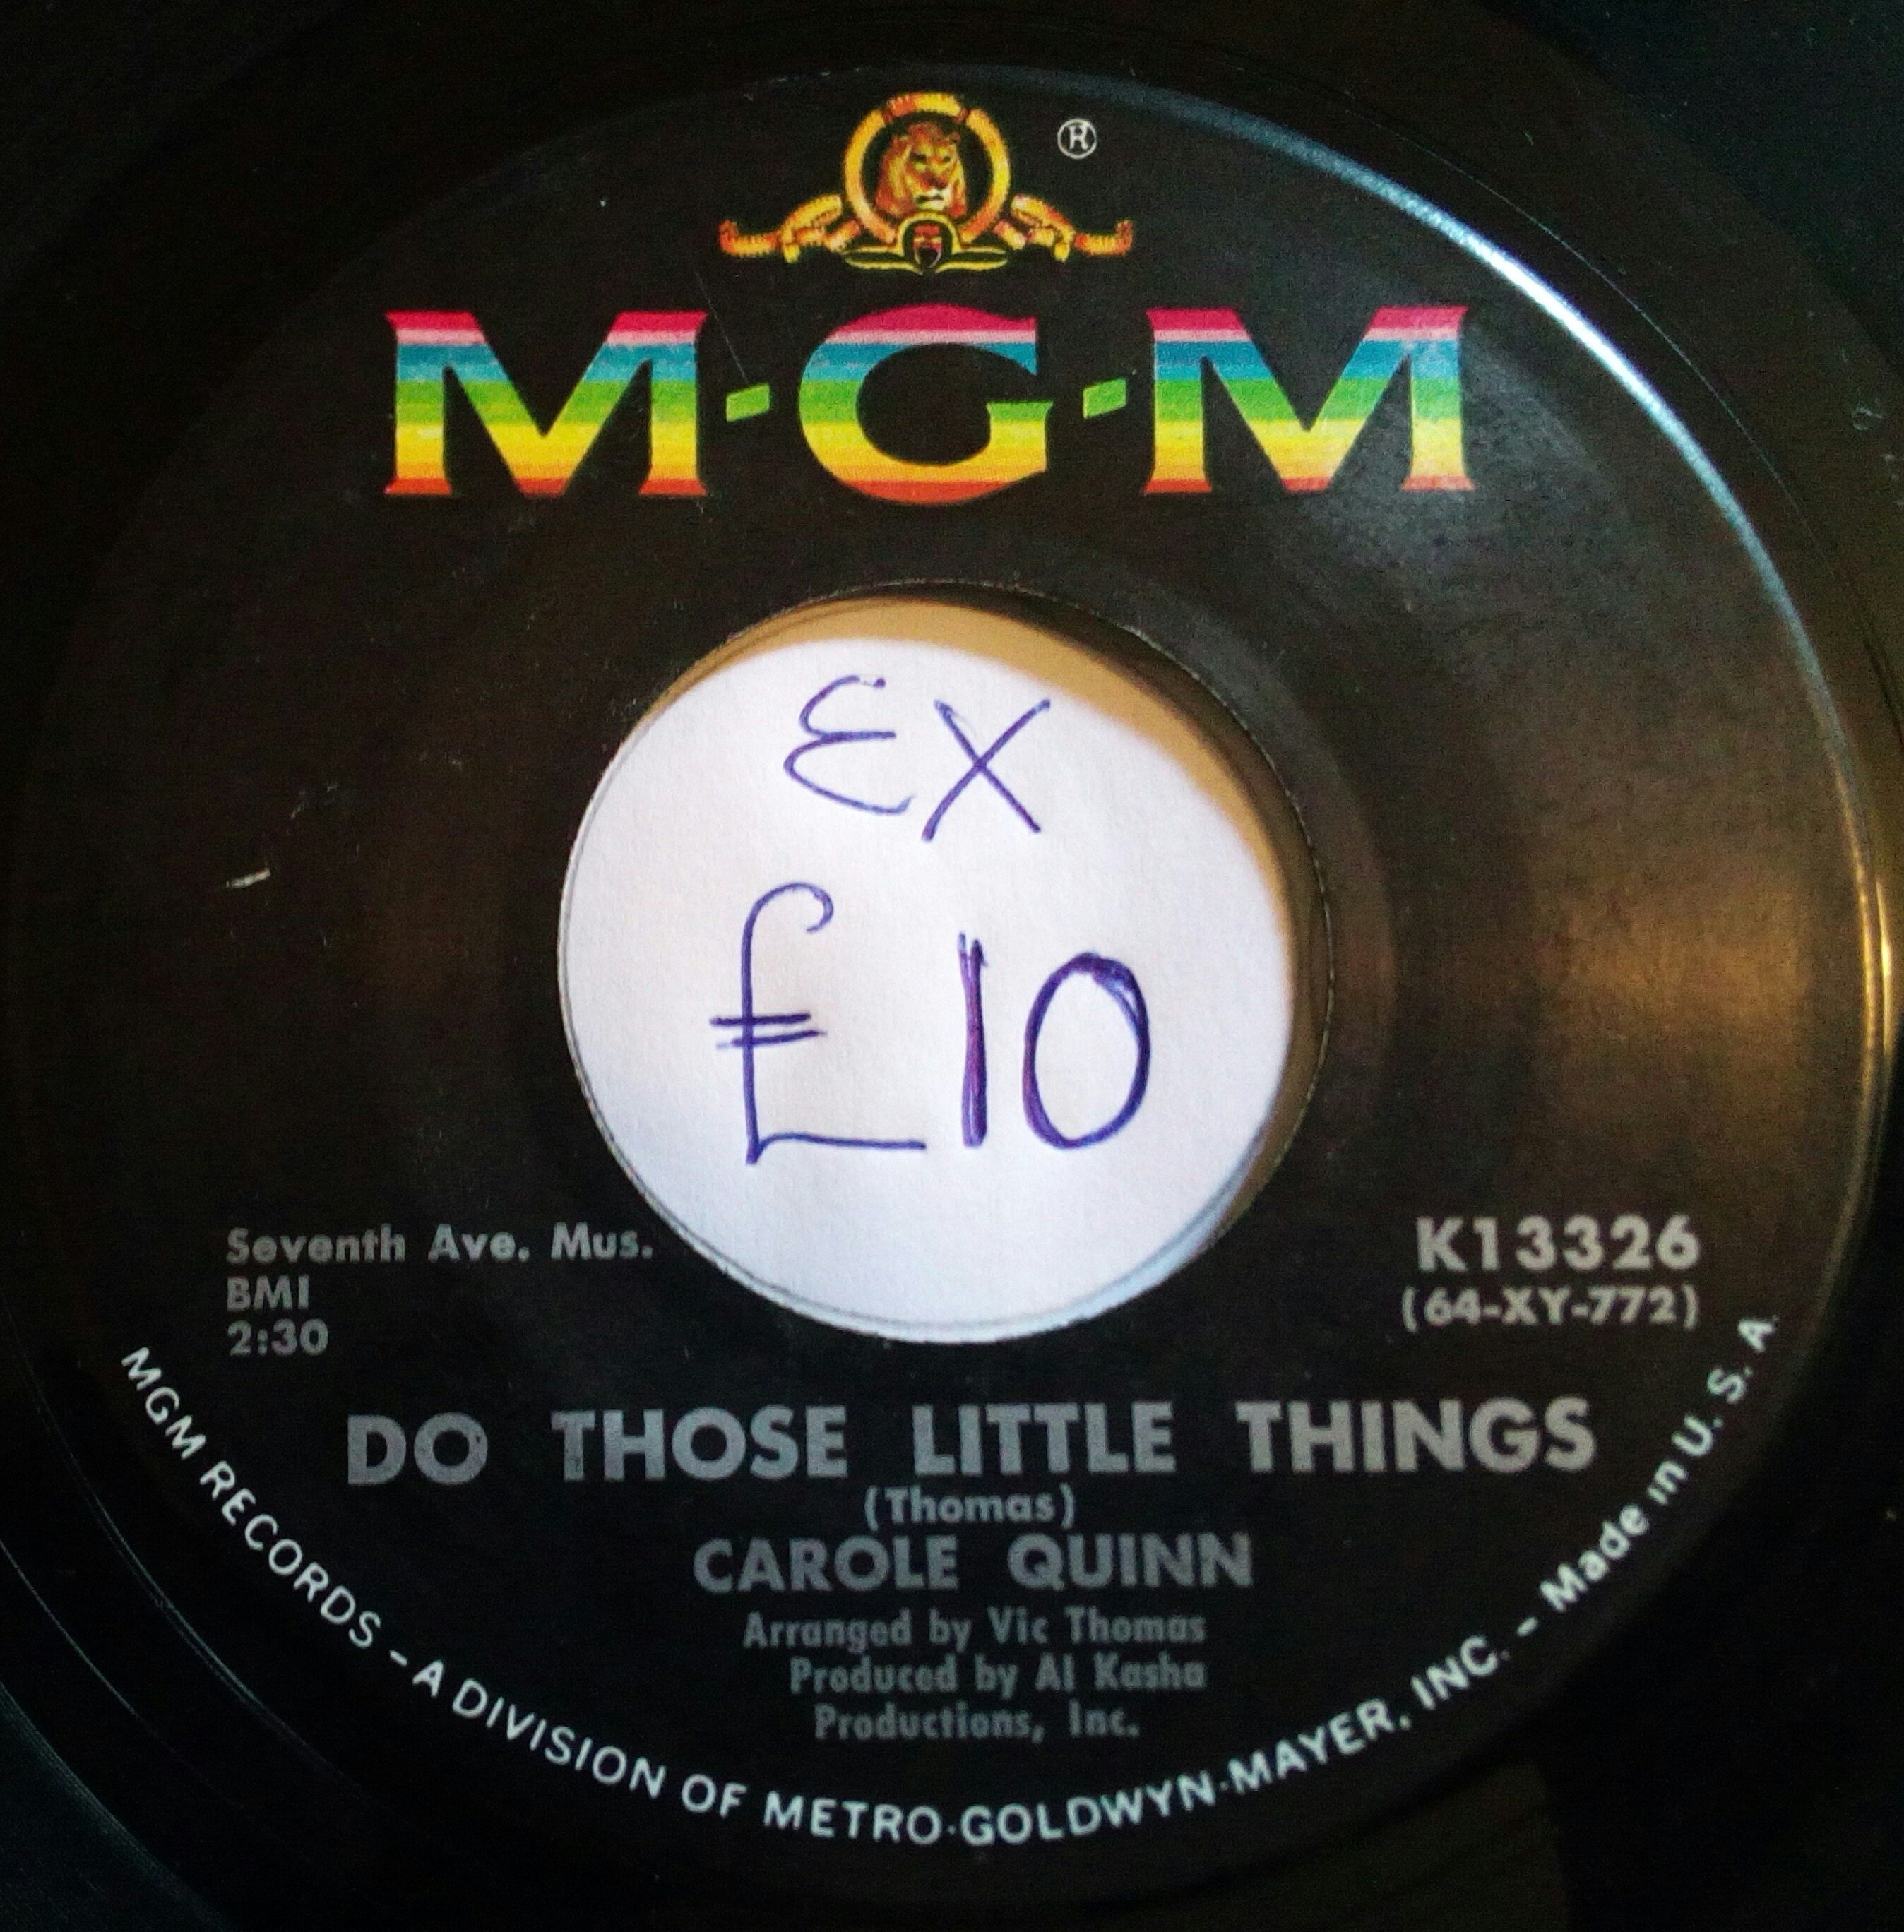 ®
M-G-M
EX
£10
Seventh Ave. Mus.
BMI
2:30
K13326
(64-XY-772)
DO THOSE LITTLE THINGS
(Thomas)
CAROLE QUINN
Arranged by Vic Thomas
Produced by Al Kasha
Productions, Inc.
MGM RECORDS - A DIVISION OF METRO-GOLDWYN-MAYER, INC. - Made in U. S. A.